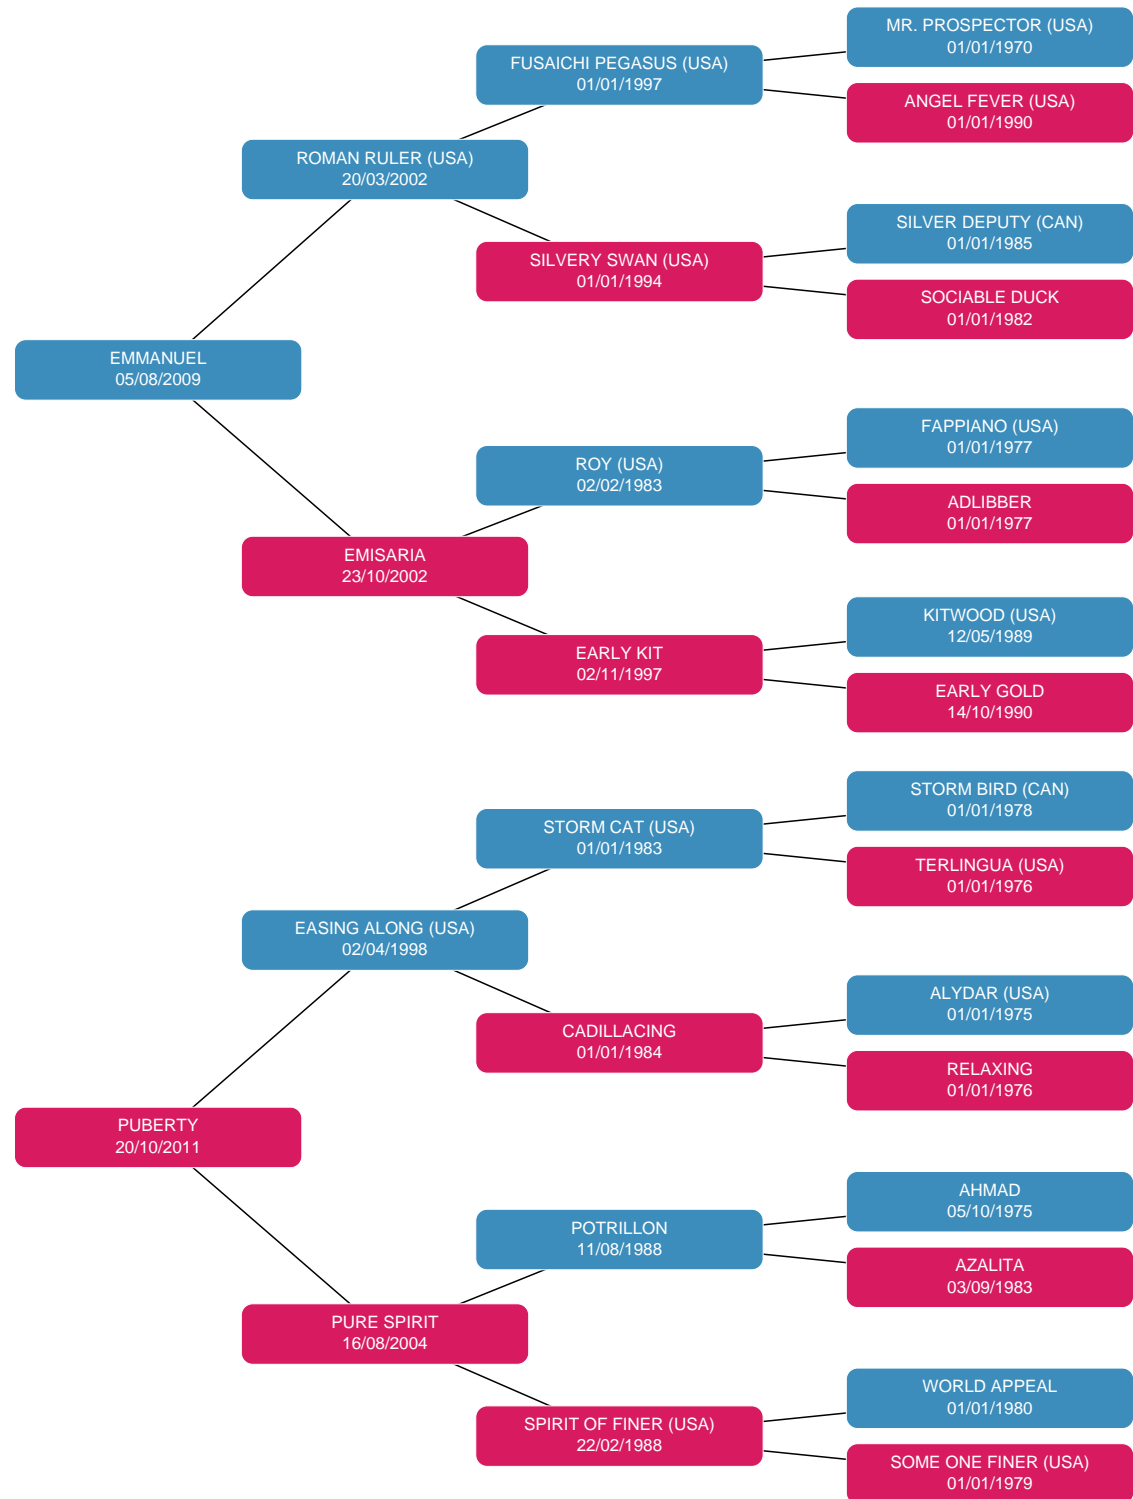 MR. PROSPECTOR (USA)
01/01/1970
FUSAICHI PEGASUS (USA)
01/01/1997
ANGEL FEVER (USA)
01/01/1990
ROMAN RULER (USA)
20/03/2002
SILVER DEPUTY (CAN)
01/01/1985
SILVERY SWAN (USA)
01/01/1994
SOCIABLE DUCK
01/01/1982
EMMANUEL
05/08/2009
FAPPIANO (USA)
01/01/1977
ROY (USA)
02/02/1983
ADLIBBER
01/01/1977
EMISARIA
23/10/2002
KITWOOD (USA)
12/05/1989
EARLY KIT
02/11/1997
EARLY GOLD
14/10/1990
STORM BIRD (CAN)
01/01/1978
STORM CAT (USA)
01/01/1983
TERLINGUA (USA)
01/01/1976
EASING ALONG (USA)
02/04/1998
ALYDAR (USA)
01/01/1975
CADILLACING
01/01/1984
RELAXING
01/01/1976
PUBERTY
20/10/2011
AHMAD
05/10/1975
POTRILLON
11/08/1988
AZALITA
03/09/1983
PURE SPIRIT
16/08/2004
WORLD APPEAL
01/01/1980
SPIRIT OF FINER (USA)
22/02/1988
SOME ONE FINER (USA)
01/01/1979